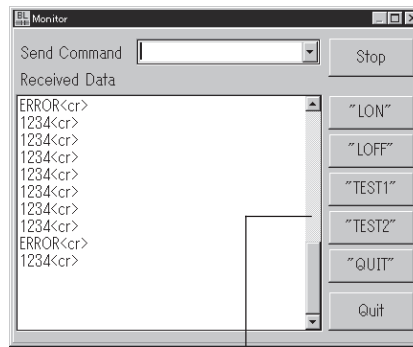 BL
Monitor
Send Command
Stop
Received Data
ERROR<cr>
1234<cr>
1234<cr>
1234<cr>
1234<cr>
1234<cr>
1234<cr>
1234<cr>
ERROR<cr>
1234<cr>
"LON"
"LOFF"
"TEST1"
"TEST2"
"QUIT"
Quit